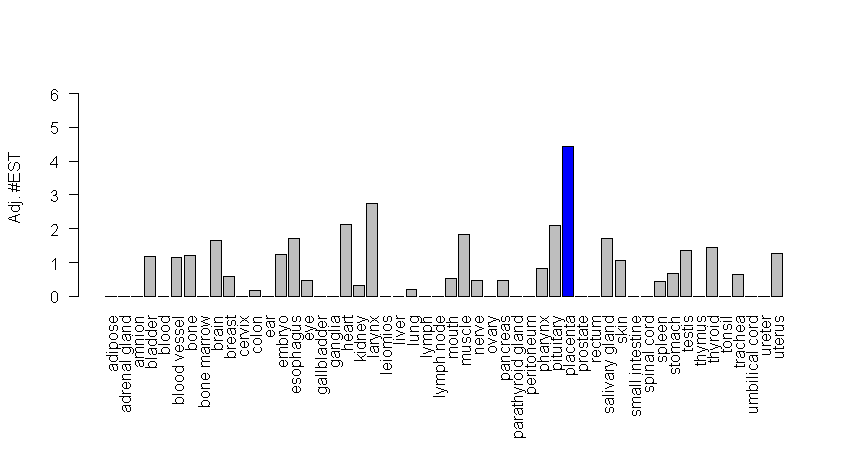 6
5
4
3
2
1
0
Adj. #EST
adipose
adrenal gland
amnion
bladder
blood
blood vessel
bone
bone marrow
brain
breast
cervix
colon
ear
embryo
esophagus
eye
gallbladder
ganglia
heart
kidney
larynx
leiomios
liver
lung
lymph
lymph node
mouth
muscle
nerve
ovary
pancreas
parathyroid gland
peritoneum
pharynx
pituitary
placenta
prostate
rectum
salivary gland
skin
small intestine
spinal cord
spleen
stomach
testis
thymus
thyroid
tonsil
trachea
umbilical cord
ureter
uterus